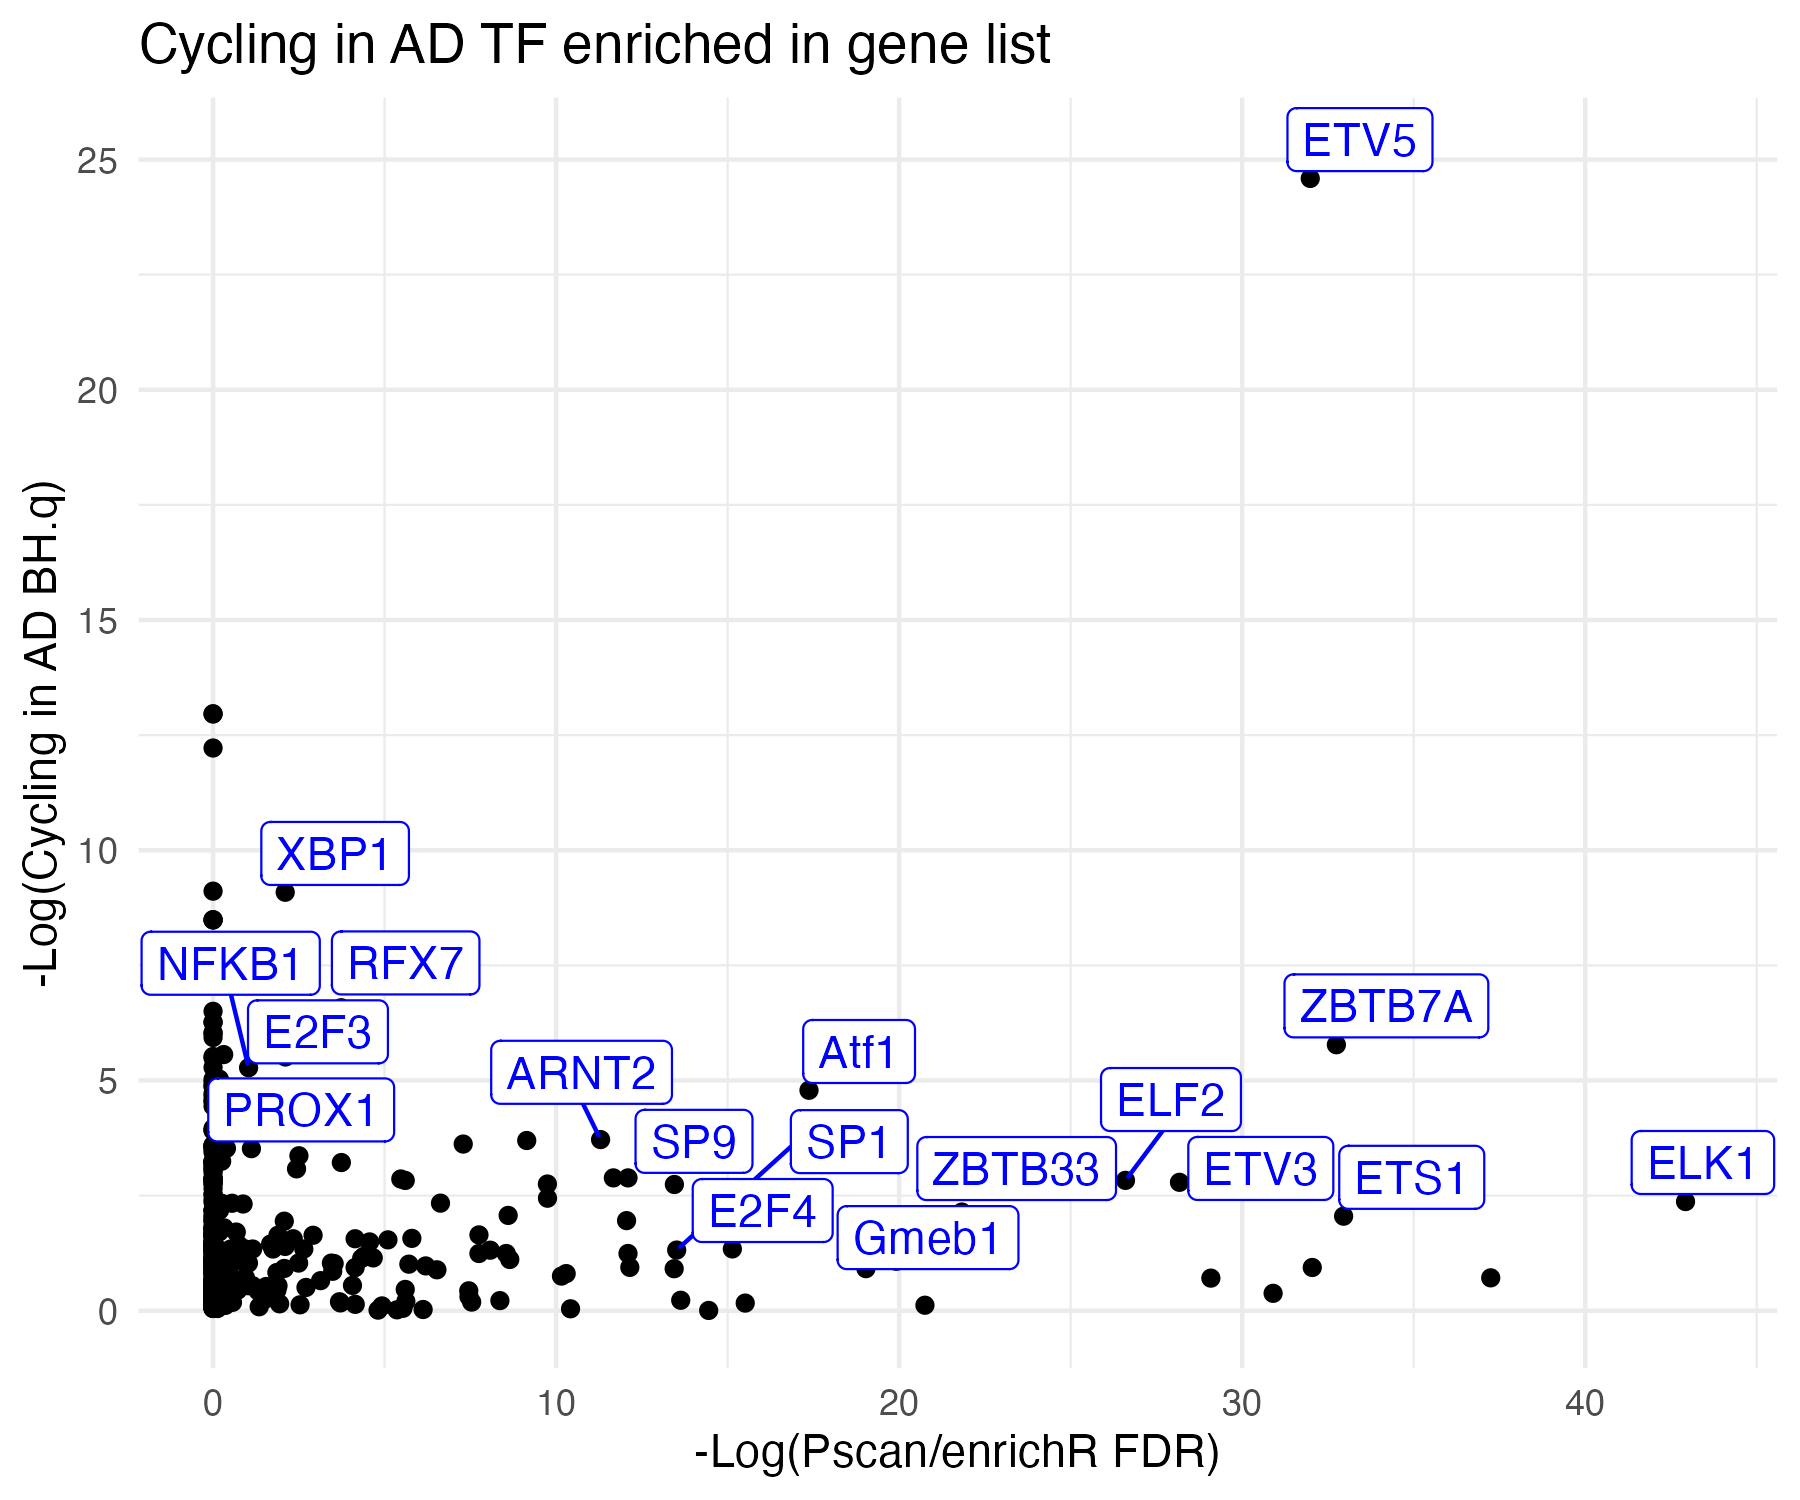 Cycling in AD TF enriched in gene list
-Log(Cycling in AD BH.q)
25
20
15
10
5
0
ETV5
XBP1
NFKB1
RFX7
E2F3
PROX1
ARNT2
Atf1
ZBTB7A
ELF2
SP9
SP1
ZBTB33
ETV3
ETS1
ELK1
E2F4
Gmeb1
0
10
20
30
40
-Log(Pscan/enrichR FDR)